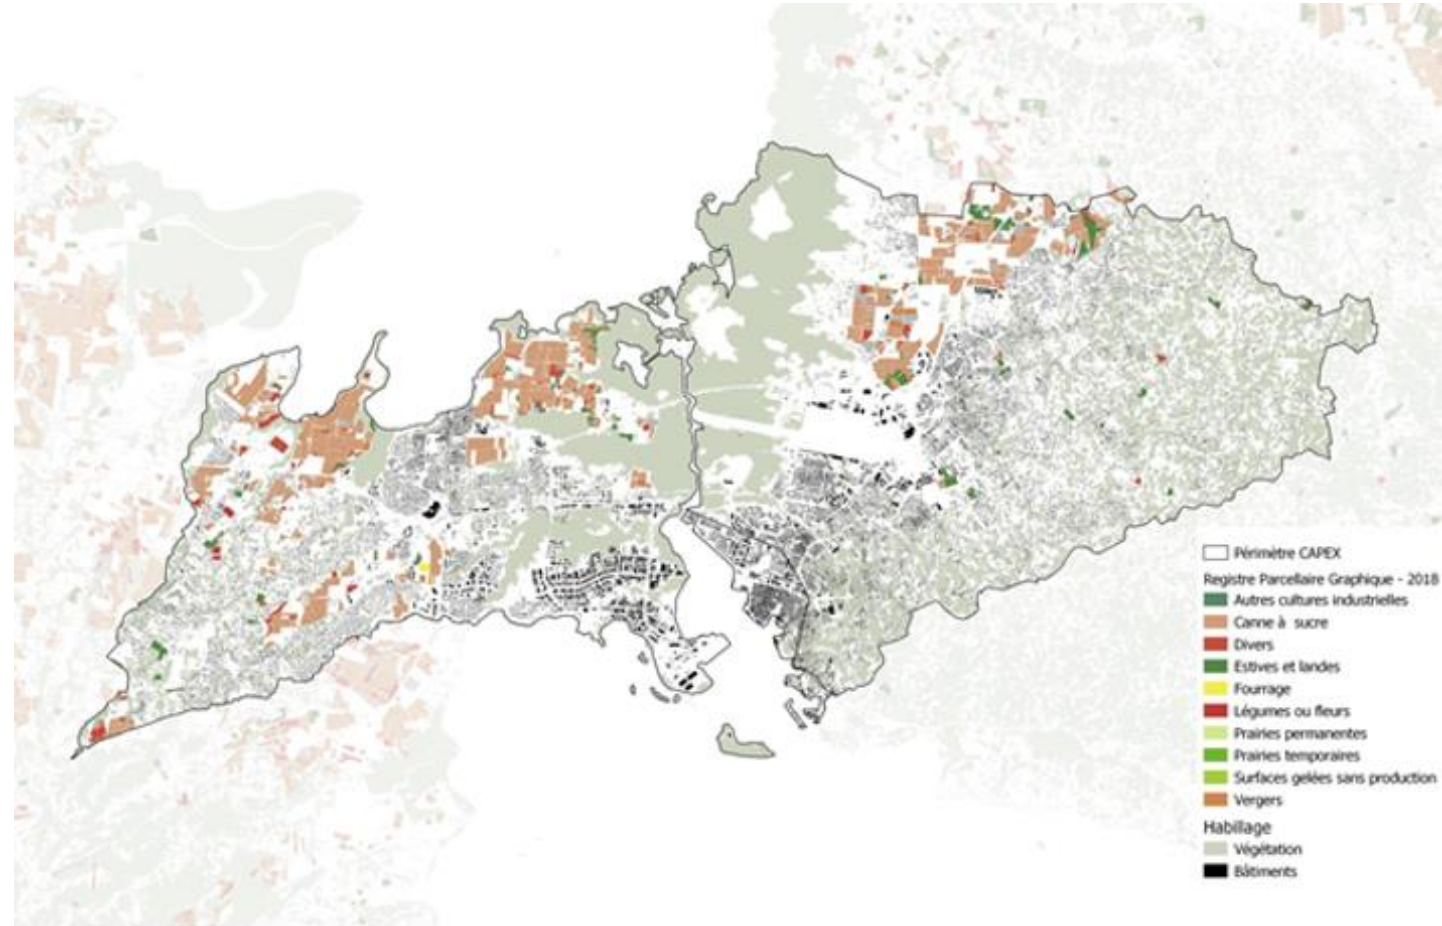 Périmètre CAPEX
Registre Parcellaire Graphique - 2018
Autres cultures industrielles
Canne à sucre
Divers
Estives et landes
Fourrage
Légumes ou fleurs
Prairies permanentes
Prairies temporaires
Surfaces gelées sans production
Vergers
Habillage
Végétation
Bâtiments